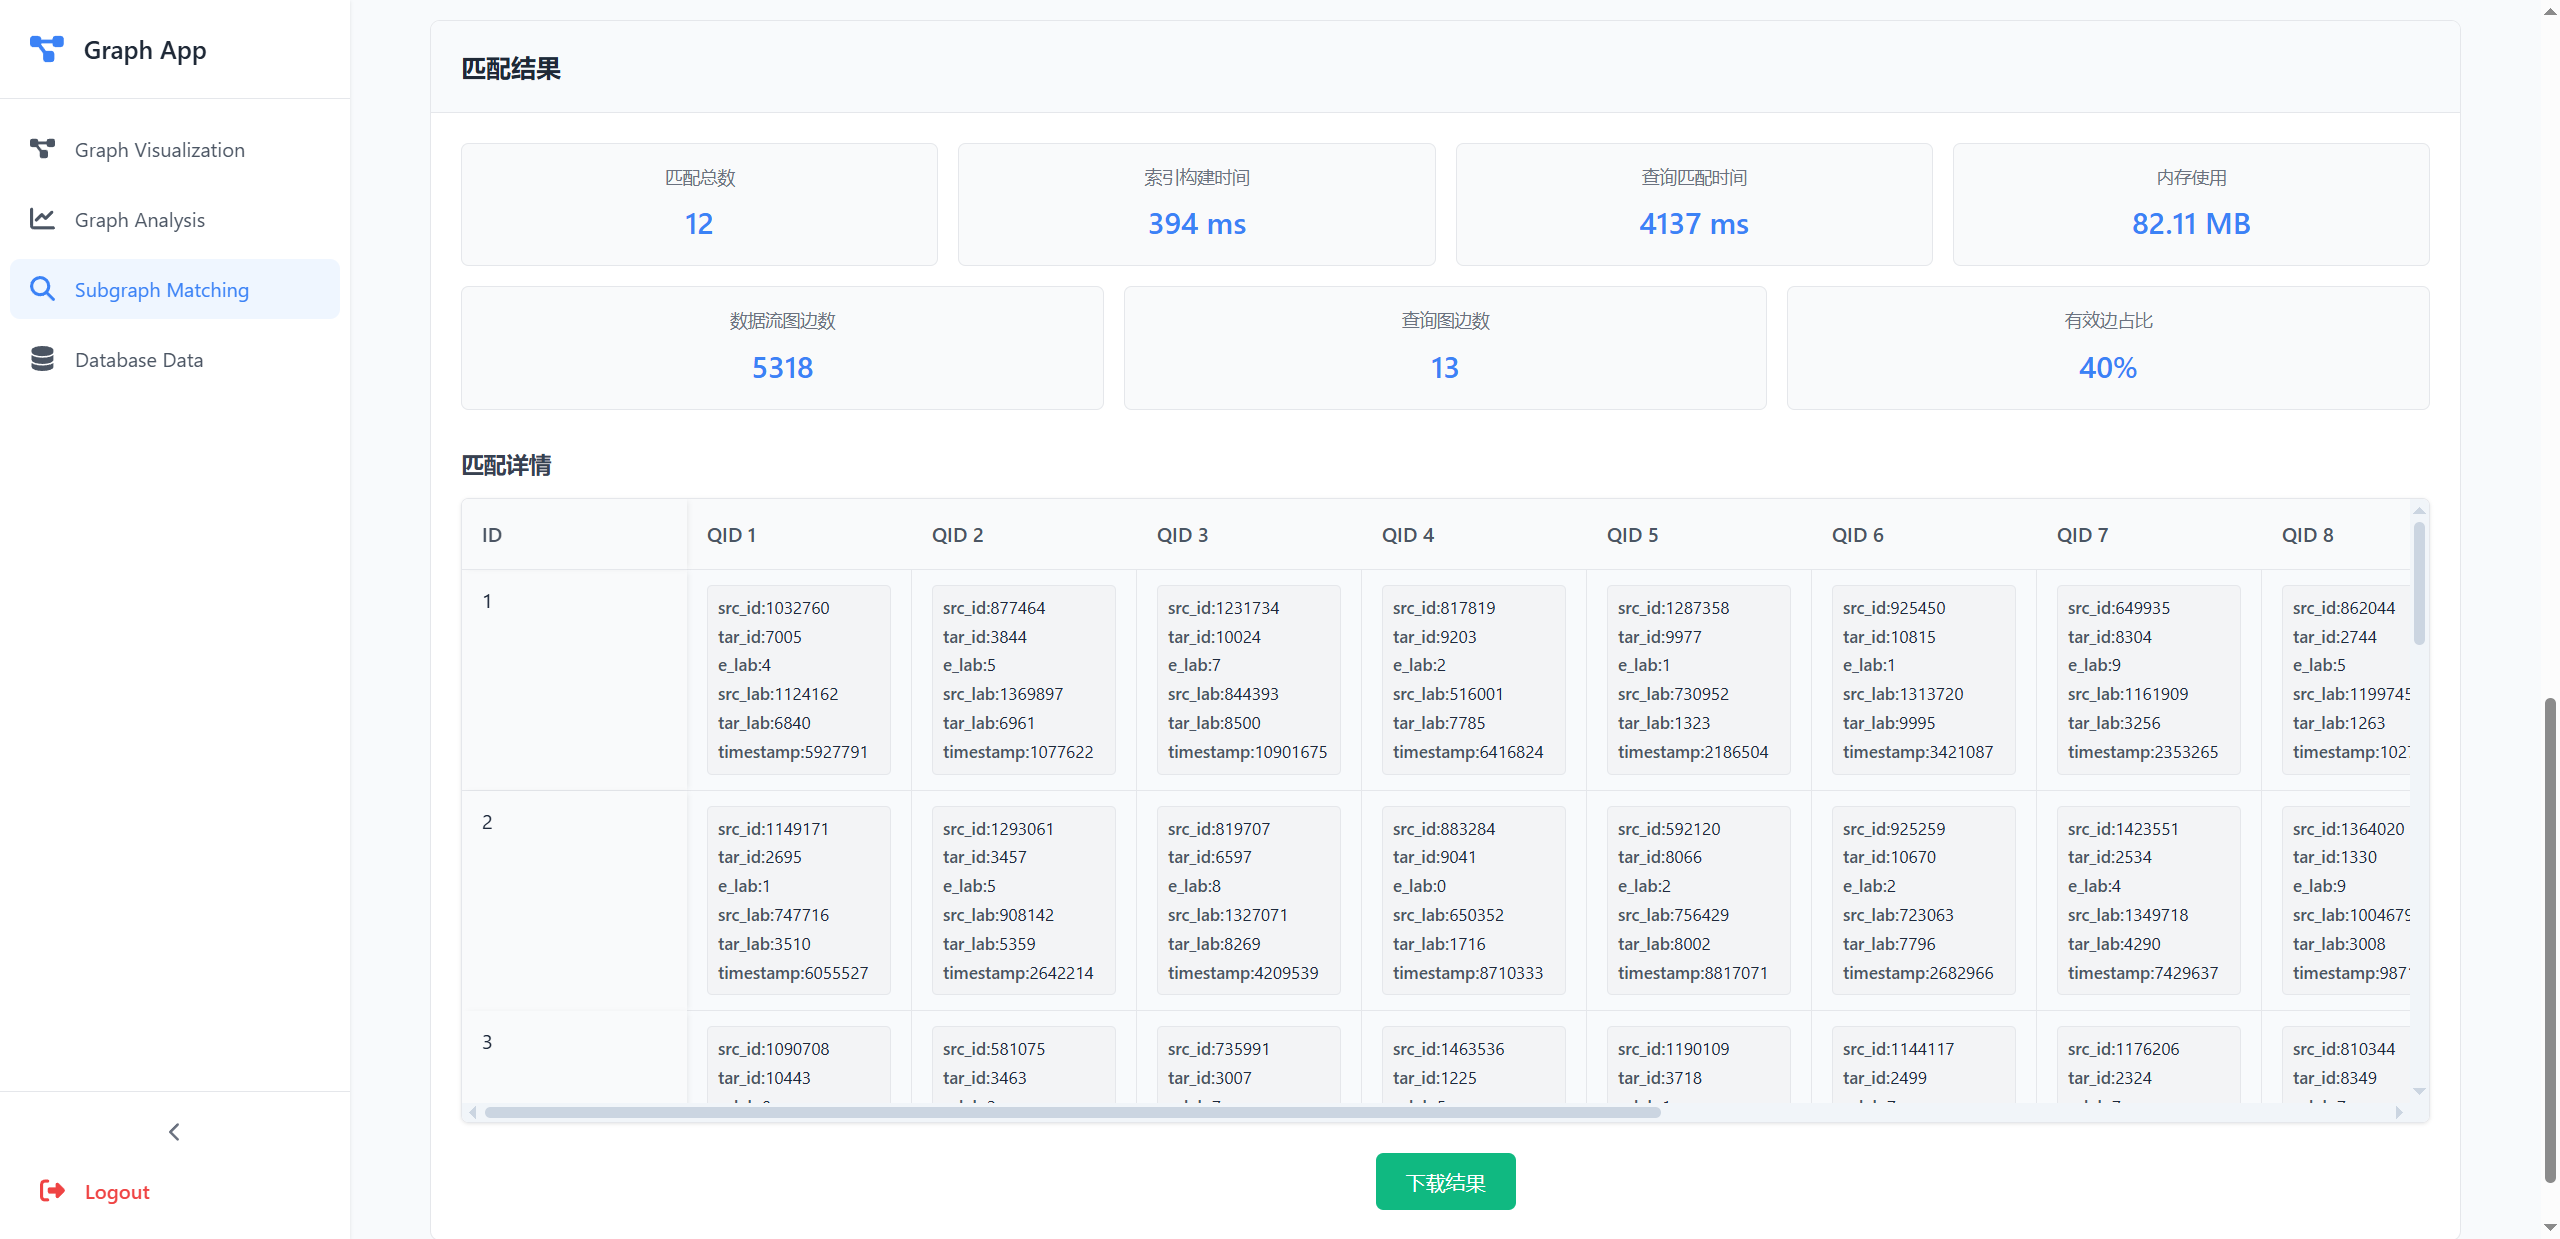 Graph App
Graph Visualization
Graph Analysis
Subgraph Matching
Database Data
Logout
匹配结果
匹配总数
12
索引构建时间
394 ms
查询匹配时间
4137 ms
内存使用
82.11 MB
数据流图边数
5318
查询图边数
13
有效边占比
40%
匹配详情
ID QID 1 QID 2 QID 3 QID 4 QID 5 QID 6 QID 7 QID 8
1 src_id:1032760 src_id:877464 src_id:1231734 src_id:817819 src_id:1287358 src_id:925450 src_id:649935 src_id:862044
tar_id:7005 tar_id:3844 tar_id:10024 tar_id:9203 tar_id:9977 tar_id:10815 tar_id:8304 tar_id:2744
e_lab:4 e_lab:5 e_lab:7 e_lab:2 e_lab:1 e_lab:1 e_lab:9 e_lab:5
src_lab:1124162 src_lab:1369897 src_lab:844393 src_lab:516001 src_lab:730952 src_lab:1313720 src_lab:1161909 src_lab:1199745
tar_lab:6840 tar_lab:6961 tar_lab:8500 tar_lab:7785 tar_lab:1323 tar_lab:9995 tar_lab:3256 tar_lab:1263
timestamp:5927791 timestamp:1077622 timestamp:10901675 timestamp:6416824 timestamp:2186504 timestamp:3421087 timestamp:2353265 timestamp:102
2 src_id:1149171 src_id:1293061 src_id:819707 src_id:883284 src_id:592120 src_id:925259 src_id:1423551 src_id:1364020
tar_id:2695 tar_id:3457 tar_id:6597 tar_id:9041 tar_id:8066 tar_id:10670 tar_id:2534 tar_id:1330
e_lab:1 e_lab:5 e_lab:8 e_lab:0 e_lab:2 e_lab:2 e_lab:4 e_lab:9
src_lab:747716 src_lab:908142 src_lab:1327071 src_lab:650352 src_lab:756429 src_lab:723063 src_lab:1349718 src_lab:1004679
tar_lab:3510 tar_lab:5359 tar_lab:8269 tar_lab:1716 tar_lab:8002 tar_lab:7796 tar_lab:4290 tar_lab:3008
timestamp:6055527 timestamp:2642214 timestamp:4209539 timestamp:8710333 timestamp:8817071 timestamp:2682966 timestamp:7429637 timestamp:987
3 src_id:1090708 src_id:581075 src_id:735991 src_id:1463536 src_id:1190109 src_id:1144117 src_id:1176206 src_id:810344
tar_id:10443 tar_id:3463 tar_id:3007 tar_id:1225 tar_id:3718 tar_id:2499 tar_id:2324 tar_id:8349
下载结果